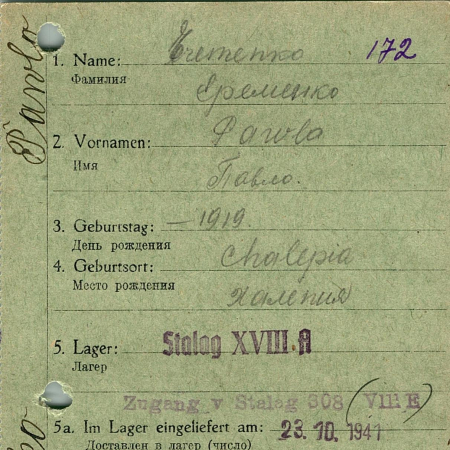 Pawlo
1. Name: Eremenko 172
Фамилия Еременко
2. Vornamen: Pawlo
Имя Павло.
3. Geburtstag: — 1919.
День рождения
4. Geburtsort: Chalepia
Место рождения Халепия
5. Lager: Stalag XVIII A
Лагер
Zugang v Stalag 308 (VIII E)
5a. Im Lager eingeliefert am: 23. 10. 1941
Доставлен в лагер (число)